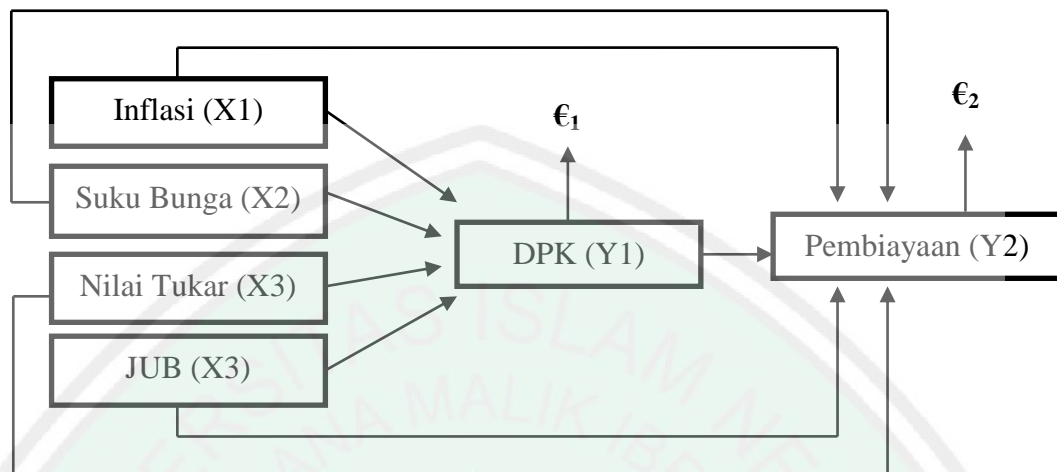 Inflasi (X1)
€₁
€₂
Suku Bunga (X2)
DPK (Y1)
Pembiayaan (Y2)
Nilai Tukar (X3)
JUB (X3)